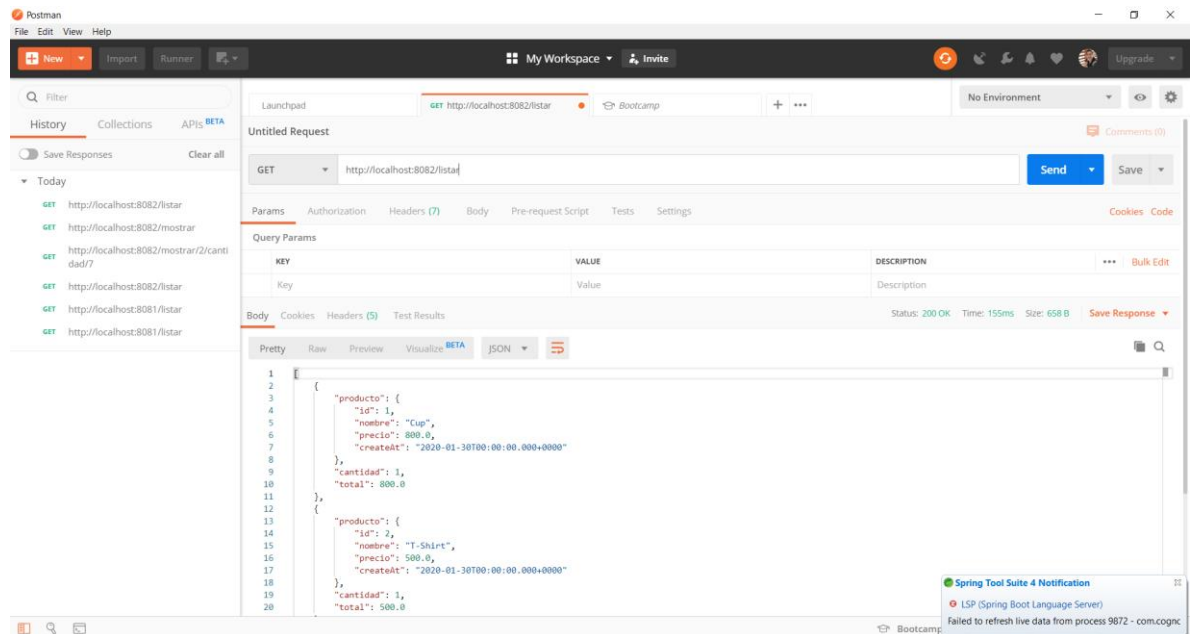 Postman
File Edit View Help
New Import Runner My Workspace Invite Upgrade
Filter
History Collections APIs BETA
Save Responses Clear all
Today
GET http://localhost:8082/listar
GET http://localhost:8082/mostrar
GET http://localhost:8082/mostrar/2/canti
dad/7
GET http://localhost:8082/listar
GET http://localhost:8081/listar
GET http://localhost:8081/listar
Launchpad GET http://localhost:8082/listar Bootcamp No Environment
Untitled Request Comments (0)
GET http://localhost:8082/listar Send Save
Params Authorization Headers (7) Body Pre-request Script Tests Settings Cookies Code
Query Params
KEY VALUE DESCRIPTION Bulk Edit
Key Value Description
Body Cookies Headers (5) Test Results Status: 200 OK Time: 155ms Size: 658 B Save Response
Pretty Raw Preview Visualize BETA JSON
1 [
2 {
3 "producto": {
4 "id": 1,
5 "nombre": "Cup",
6 "precio": 800.0,
7 "createAt": "2020-01-30T00:00:00.000+0000"
8 },
9 "cantidad": 1,
10 "total": 800.0
11 },
12 {
13 "producto": {
14 "id": 2,
15 "nombre": "T-Shirt",
16 "precio": 500.0,
17 "createAt": "2020-01-30T00:00:00.000+0000"
18 },
19 "cantidad": 1,
20 "total": 500.0
Spring Tool Suite 4 Notification
LSP (Spring Boot Language Server)
Failed to refresh live data from process 9872 - com.cognc
Bootcamp